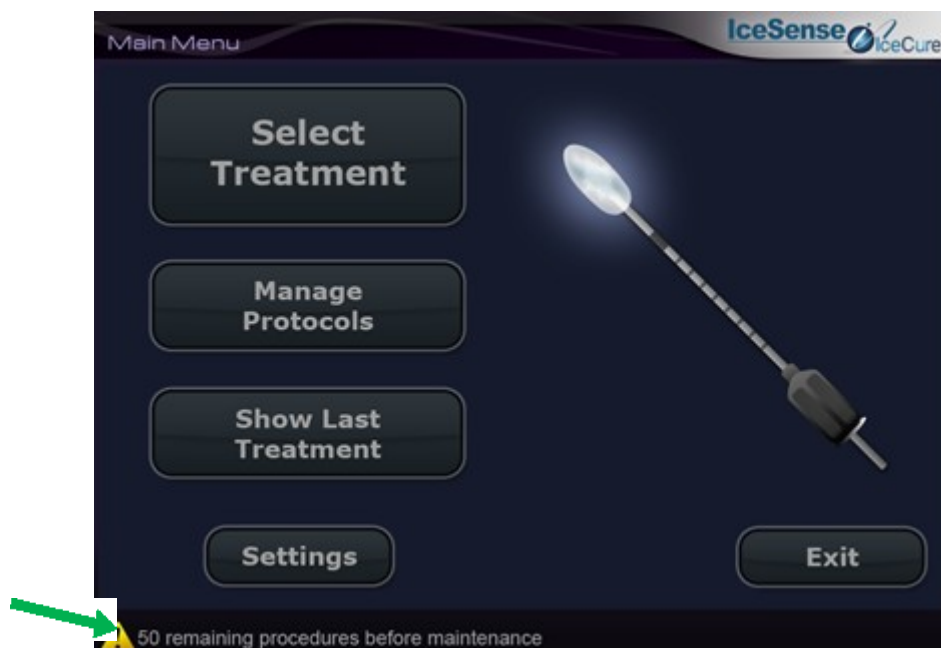 Main Menu
IceSense
IceCure
Select
Treatment
Manage
Protocols
Show Last
Treatment
Settings
Exit
50 remaining procedures before maintenance